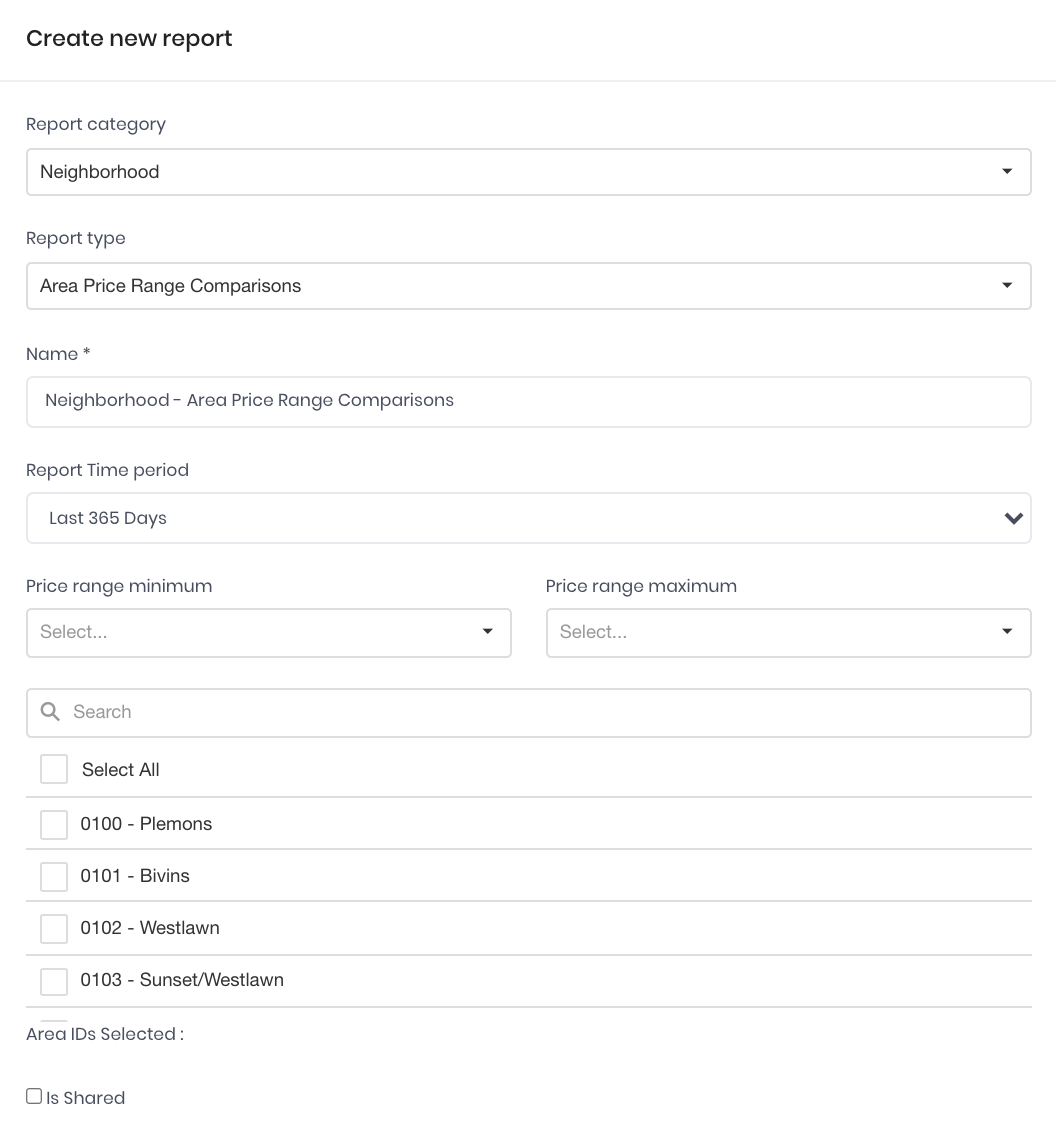 Create new report
Report category
Neighborhood
Report type
Area Price Range Comparisons
Name *
Neighborhood - Area Price Range Comparisons
Report Time period
Last 365 Days
Price range minimum
Price range maximum
Select...
Select...
Search
Select All
0100 - Plemons
0101 - Bivins
0102 - Westlawn
0103 - Sunset/Westlawn
Area IDs Selected :
Is Shared